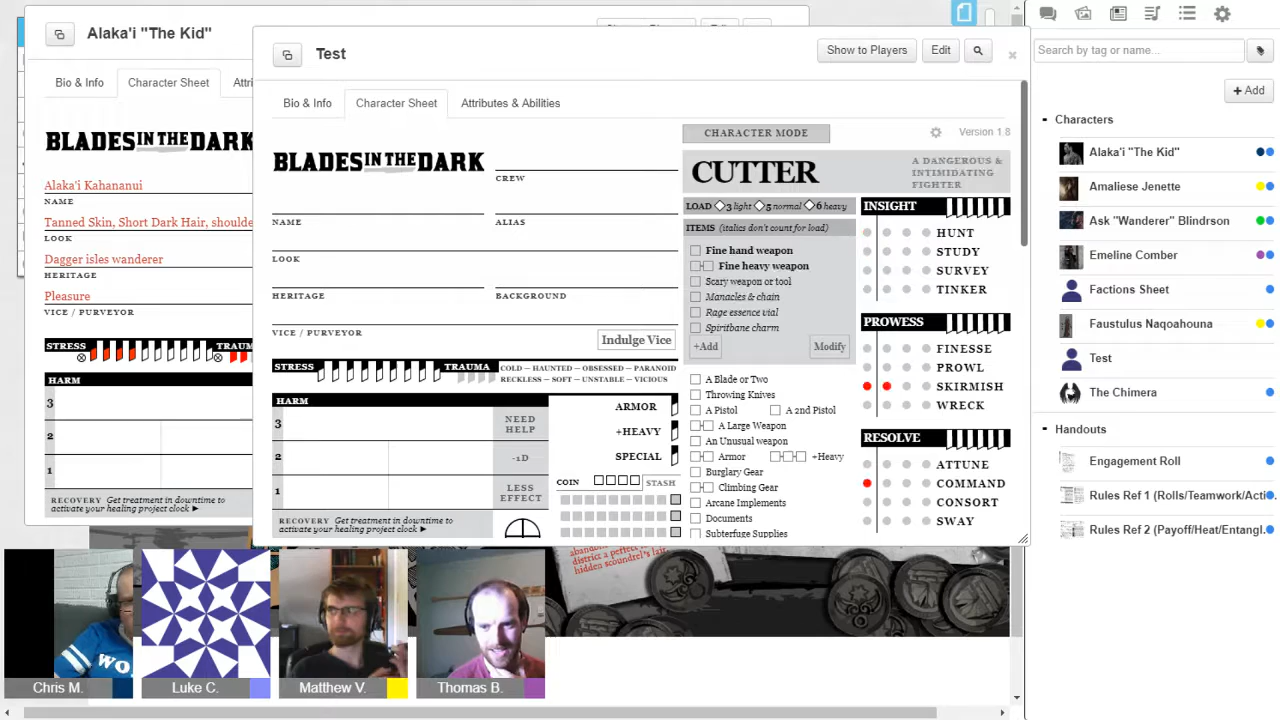 Alaka'i "The Kid"
Bio & Info
Character Sheet
BLADES IN THE DARK
Alaka'i Kahananui
NAME
Tanned Skin, Short Dark Hair, shoulde
LOOK
Dagger isles wanderer
HERITAGE
Pleasure
VICE / PURVEYOR
STRESS
HARM
3
2
1
RECOVERY Get treatment in downtime to
activate your healing project clock
Test
Show to Players
Edit
Bio & Info
Character Sheet
Attributes & Abilities
BLADES IN THE DARK
CREW
NAME
ALIAS
LOOK
HERITAGE
BACKGROUND
VICE / PURVEYOR
Indulge Vice
STRESS
TRAUMA
COLD — HAUNTED — OBSESSED — PARANOID
RECKLESS — SOFT — UNSTABLE — VICIOUS
HARM
3
NEED HELP
2
-1D
1
LESS EFFECT
ARMOR
+HEAVY
SPECIAL
COIN
STASH
RECOVERY Get treatment in downtime to
activate your healing project clock
CHARACTER MODE
Version 1.8
CUTTER
A DANGEROUS &
INTIMIDATING
FIGHTER
LOAD 3 light 5 normal 6 heavy
ITEMS (italics don't count for load)
Fine hand weapon
Fine heavy weapon
Scary weapon or tool
Manacles & chain
Rage essence vial
Spiritbane charm
+Add
Modify
A Blade or Two
Throwing Knives
A Pistol
A 2nd Pistol
A Large Weapon
An Unusual weapon
Armor
+Heavy
Burglary Gear
Climbing Gear
Arcane Implements
Documents
Subterfuge Supplies
INSIGHT
HUNT
STUDY
SURVEY
TINKER
PROWESS
FINESSE
PROWL
SKIRMISH
WRECK
RESOLVE
ATTUNE
COMMAND
CONSORT
SWAY
district a perfect
hidden scoundrel's lair
Chris M.
Luke C.
Matthew V.
Thomas B.
Search by tag or name...
+ Add
Characters
Alaka'i "The Kid"
Amaliese Jenette
Ask "Wanderer" Blindrson
Emeline Comber
Factions Sheet
Faustulus Naqoahouna
Test
The Chimera
Handouts
Engagement Roll
Rules Ref 1 (Rolls/Teamwork/Acti.
Rules Ref 2 (Payoff/Heat/Entangl.